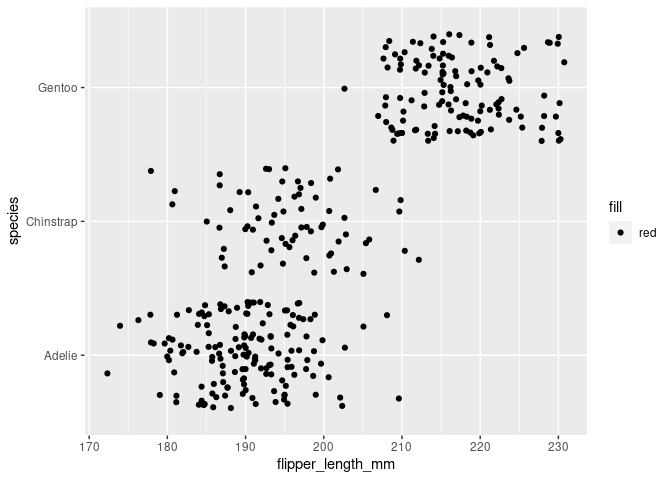 Gentoo
Chinstrap
Adelie
species
170 180 190 200 210 220 230
flipper_length_mm
fill
red